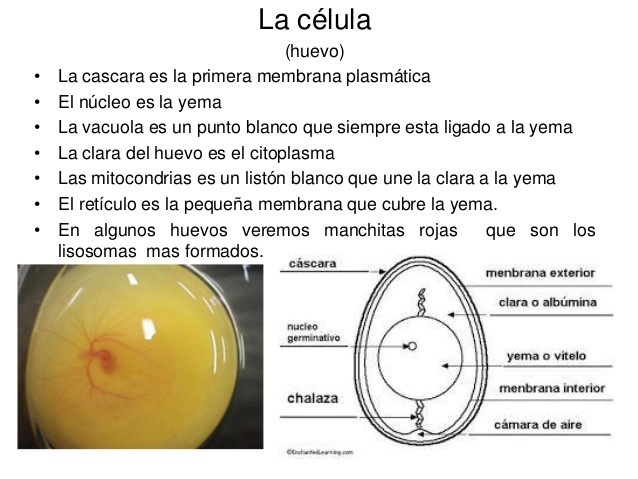 La célula
(huevo)
• La cascara es la primera membrana plasmática
• El núcleo es la yema
• La vacuola es un punto blanco que siempre esta ligado a la yema
• La clara del huevo es el citoplasma
• Las mitocondrias es un listón blanco que une la clara a la yema
• El retículo es la pequeña membrana que cubre la yema.
• En algunos huevos veremos manchitas rojas que son los
lisosomas mas formados.
cáscara
menbrana exterior
clara o albúmina
nucleo
germinativo
yema o vitelo
menbrana interior
chalaza
cámara de aire
©EnchantedLearning.com